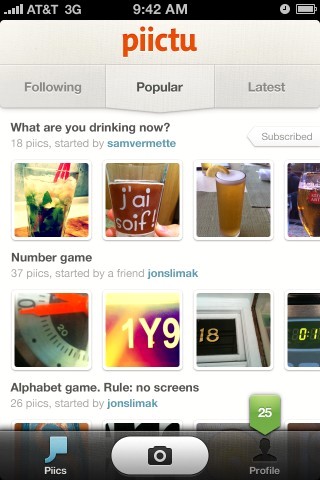 AT&T 3G 9:42 AM
piictu
Following Popular Latest
What are you drinking now?
18 piics, started by samvermette
Subscribed
j'ai
soif!
Number game
37 piics, started by a friend jonslimak
20
1Y9
18
Alphabet game. Rule: no screens
26 piics, started by jonslimak
25
Piics Profile